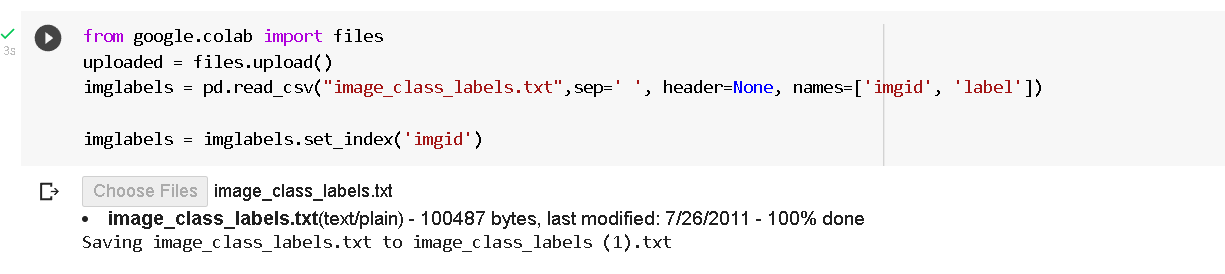 from google.colab import files
3s
uploaded = files.upload()
imglabels = pd.read_csv("image_class_labels.txt",sep=' ', header=None, names=['imgid', 'label'])
imglabels = imglabels.set_index('imgid')
Choose Files image_class_labels.txt
• image_class_labels.txt(text/plain) - 100487 bytes, last modified: 7/26/2011 - 100% done
Saving image_class_labels.txt to image_class_labels (1).txt